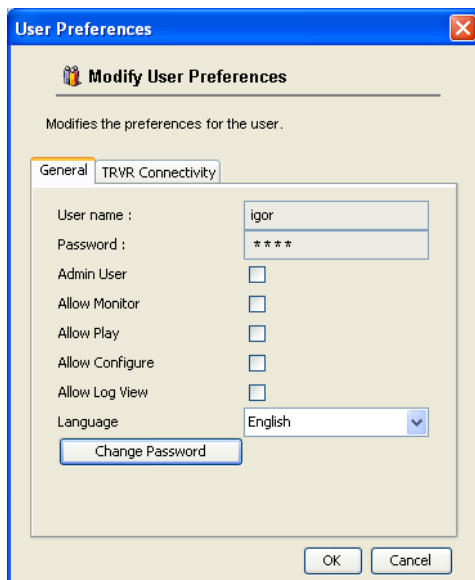 User Preferences
Modify User Preferences
Modifies the preferences for the user.
General TRVR Connectivity
User name : igor
Password : ****
Admin User
Allow Monitor
Allow Play
Allow Configure
Allow Log View
Language English
Change Password
OK Cancel